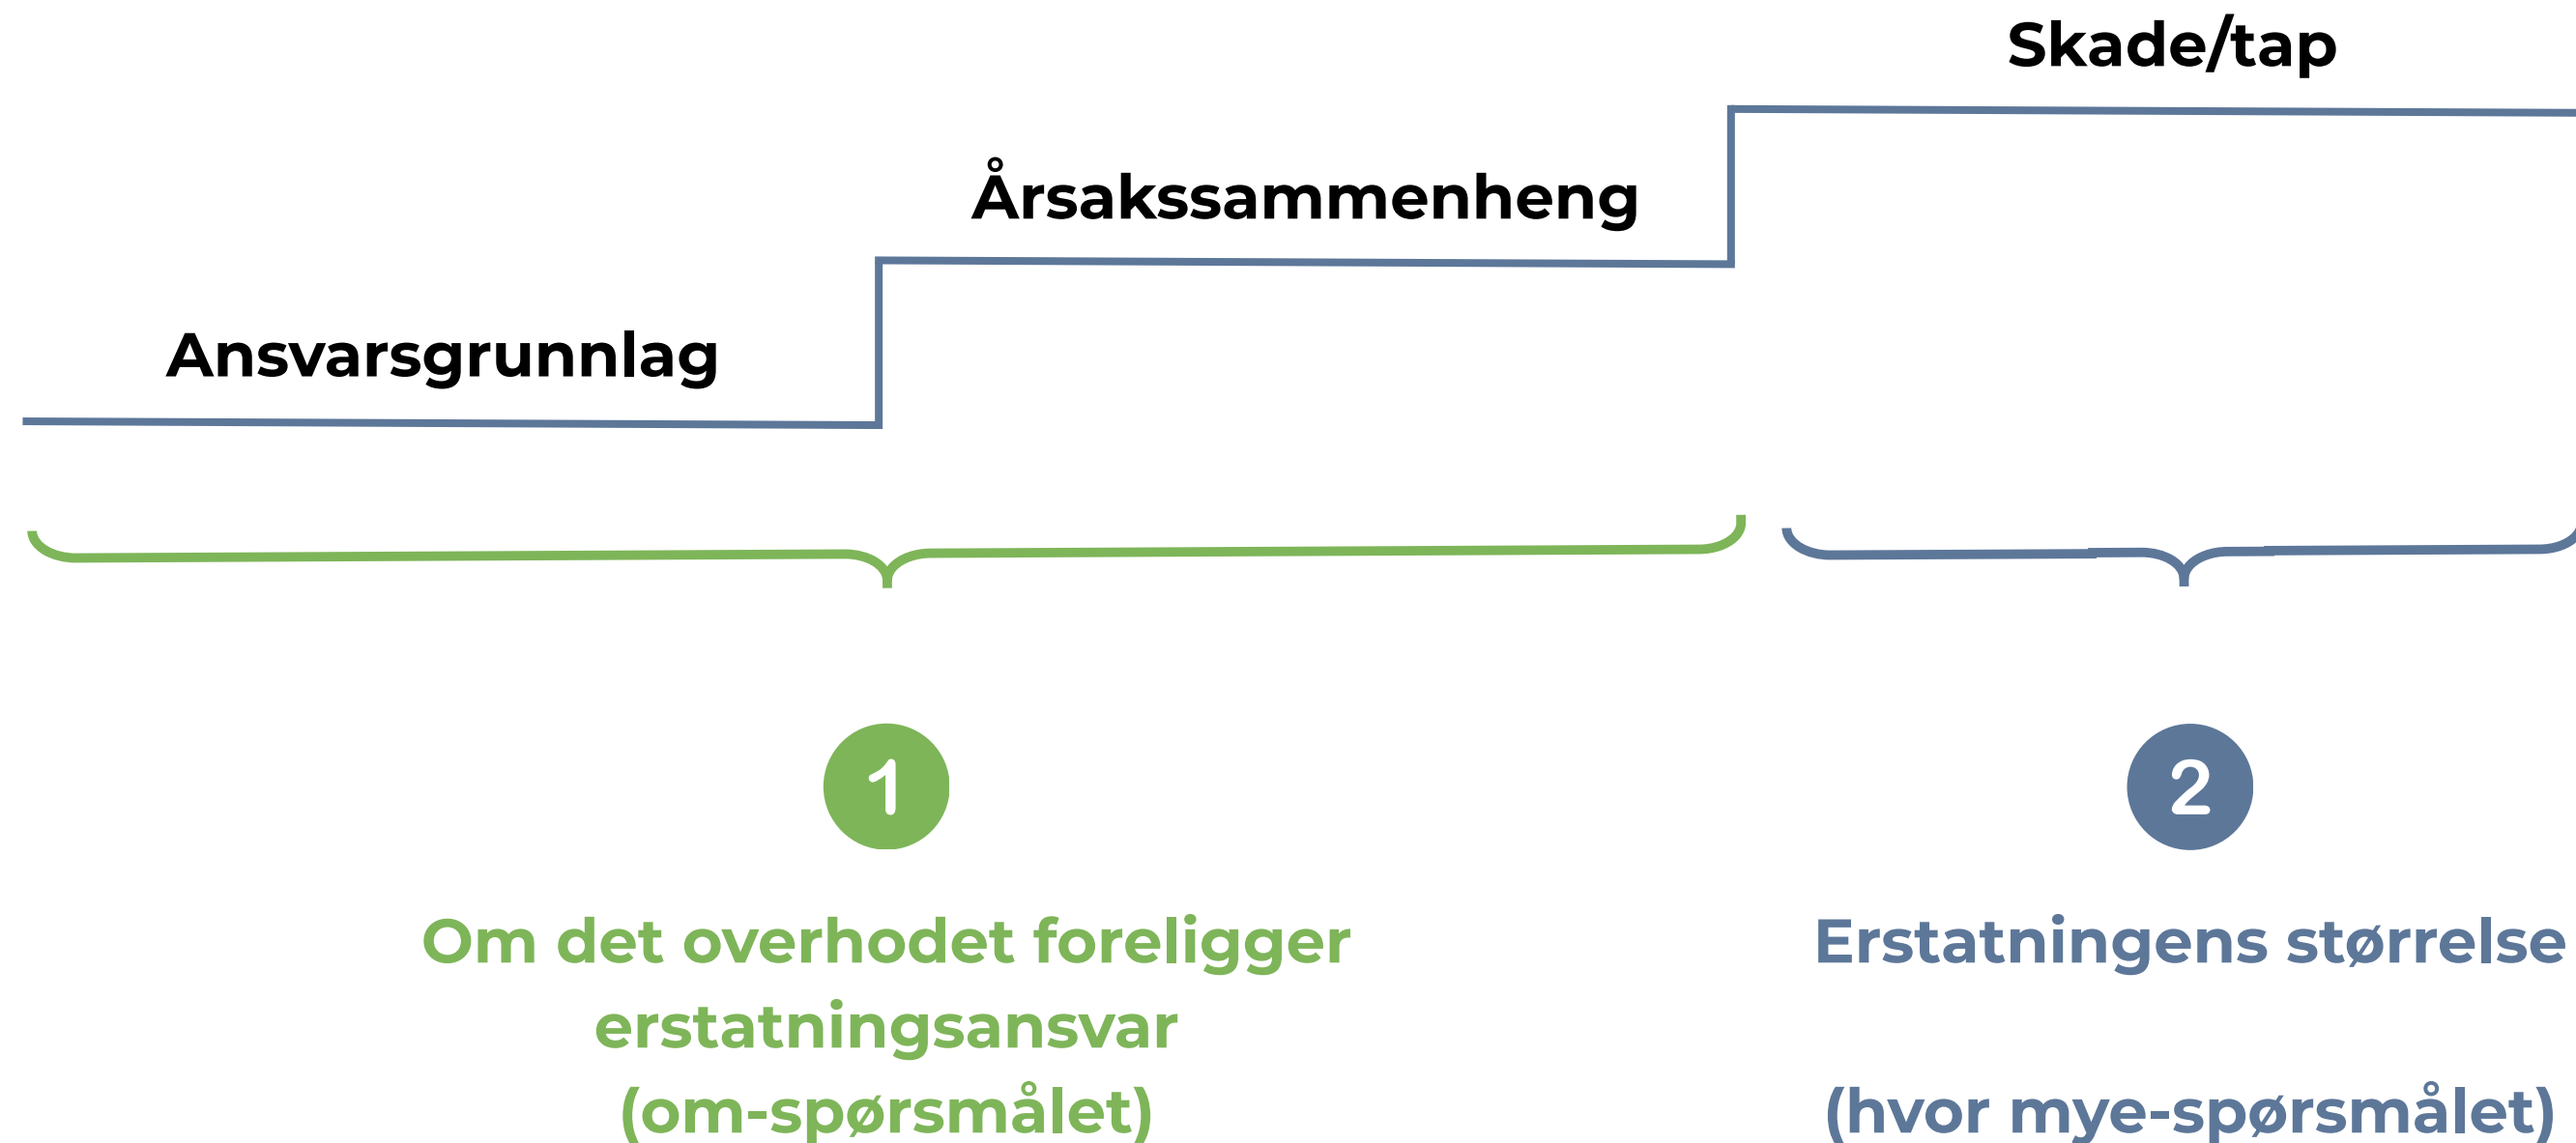 Skade/tap
Årsakssammenheng
Ansvarsgrunnlag
1
Om det overhodet foreligger
erstatningsansvar
(om-spørsmålet)
2
Erstatningens størrelse
(hvor mye-spørsmålet)